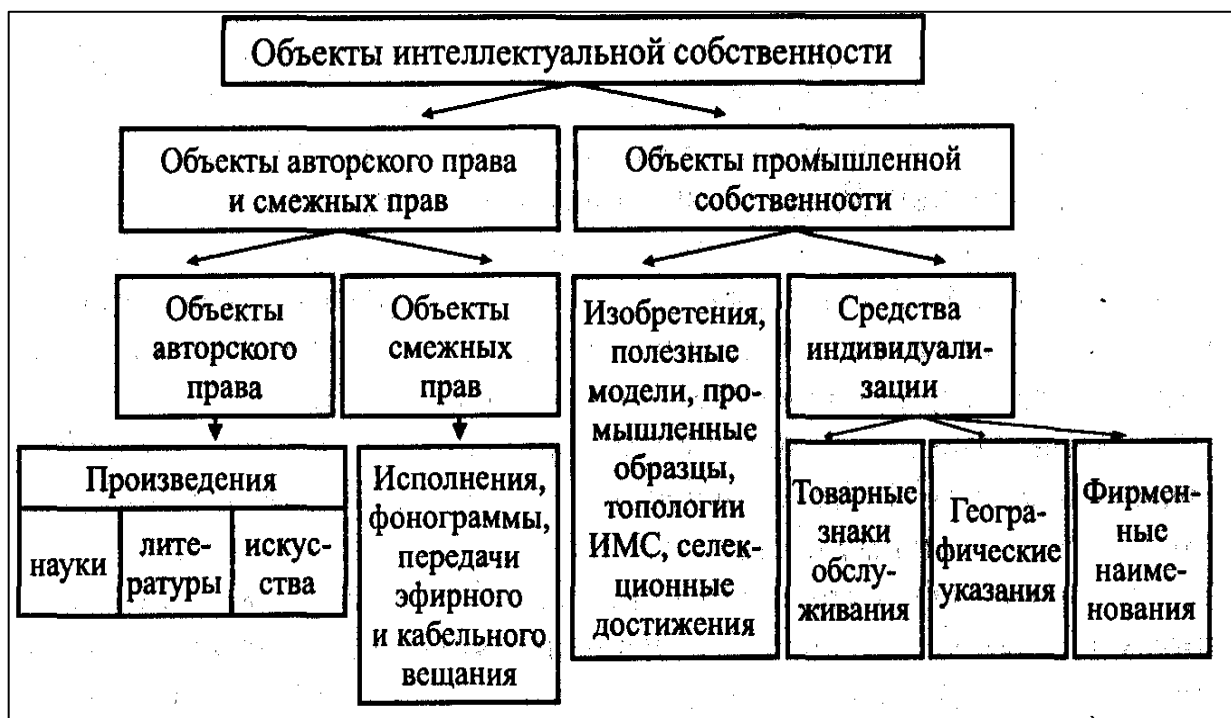 Объекты интеллектуальной собственности
Объекты авторского права
и смежных прав
Объекты промышленной
собственности
Объекты
авторского
права
Объекты
смежных
прав
Изобретения,
полезные
модели, про-
мышленные
образцы,
топологии
ИМС, селек-
ционные
достижения
Средства
индивидуали-
зации
Произведения
науки
лите-
ратуры
искус-
ства
Исполнения,
фонограммы,
передачи
эфирного
и кабельного
вещания
Товарные
знаки
обслу-
живания
Геогра-
фические
указания
Фирмен-
ные
наиме-
нования